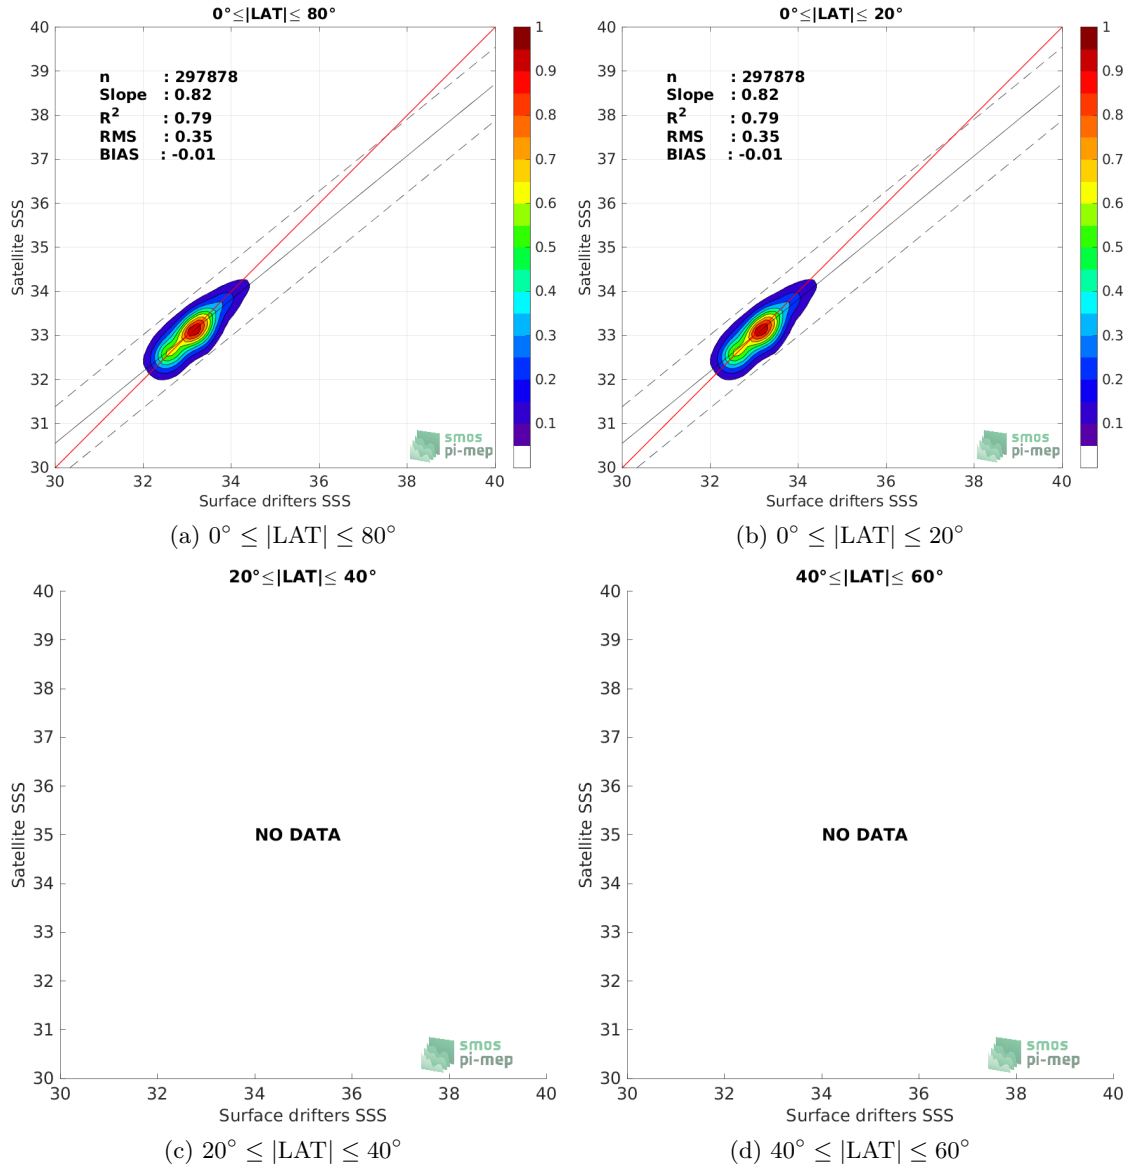 0°≤|LAT|≤ 80°
40
39
38
37
36
35
34
33
32
31
30
Satellite SSS
n : 297878
Slope : 0.82
R2 : 0.79
RMS : 0.35
BIAS : -0.01
smos
pi-mep
30 32 34 36 38 40
Surface drifters SSS
1
0.9
0.8
0.7
0.6
0.5
0.4
0.3
0.2
0.1
(a) 0° ≤ |LAT| ≤ 80°
0°≤|LAT|≤ 20°
40
39
38
37
36
35
34
33
32
31
30
Satellite SSS
n : 297878
Slope : 0.82
R2 : 0.79
RMS : 0.35
BIAS : -0.01
smos
pi-mep
30 32 34 36 38 40
Surface drifters SSS
1
0.9
0.8
0.7
0.6
0.5
0.4
0.3
0.2
0.1
(b) 0° ≤ |LAT| ≤ 20°
20°≤|LAT|≤ 40°
40
39
38
37
36
35
34
33
32
31
30
Satellite SSS
NO DATA
smos
pi-mep
30 32 34 36 38 40
Surface drifters SSS
(c) 20° ≤ |LAT| ≤ 40°
40°≤|LAT|≤ 60°
40
39
38
37
36
35
34
33
32
31
30
Satellite SSS
NO DATA
smos
pi-mep
30 32 34 36 38 40
Surface drifters SSS
(d) 40° ≤ |LAT| ≤ 60°